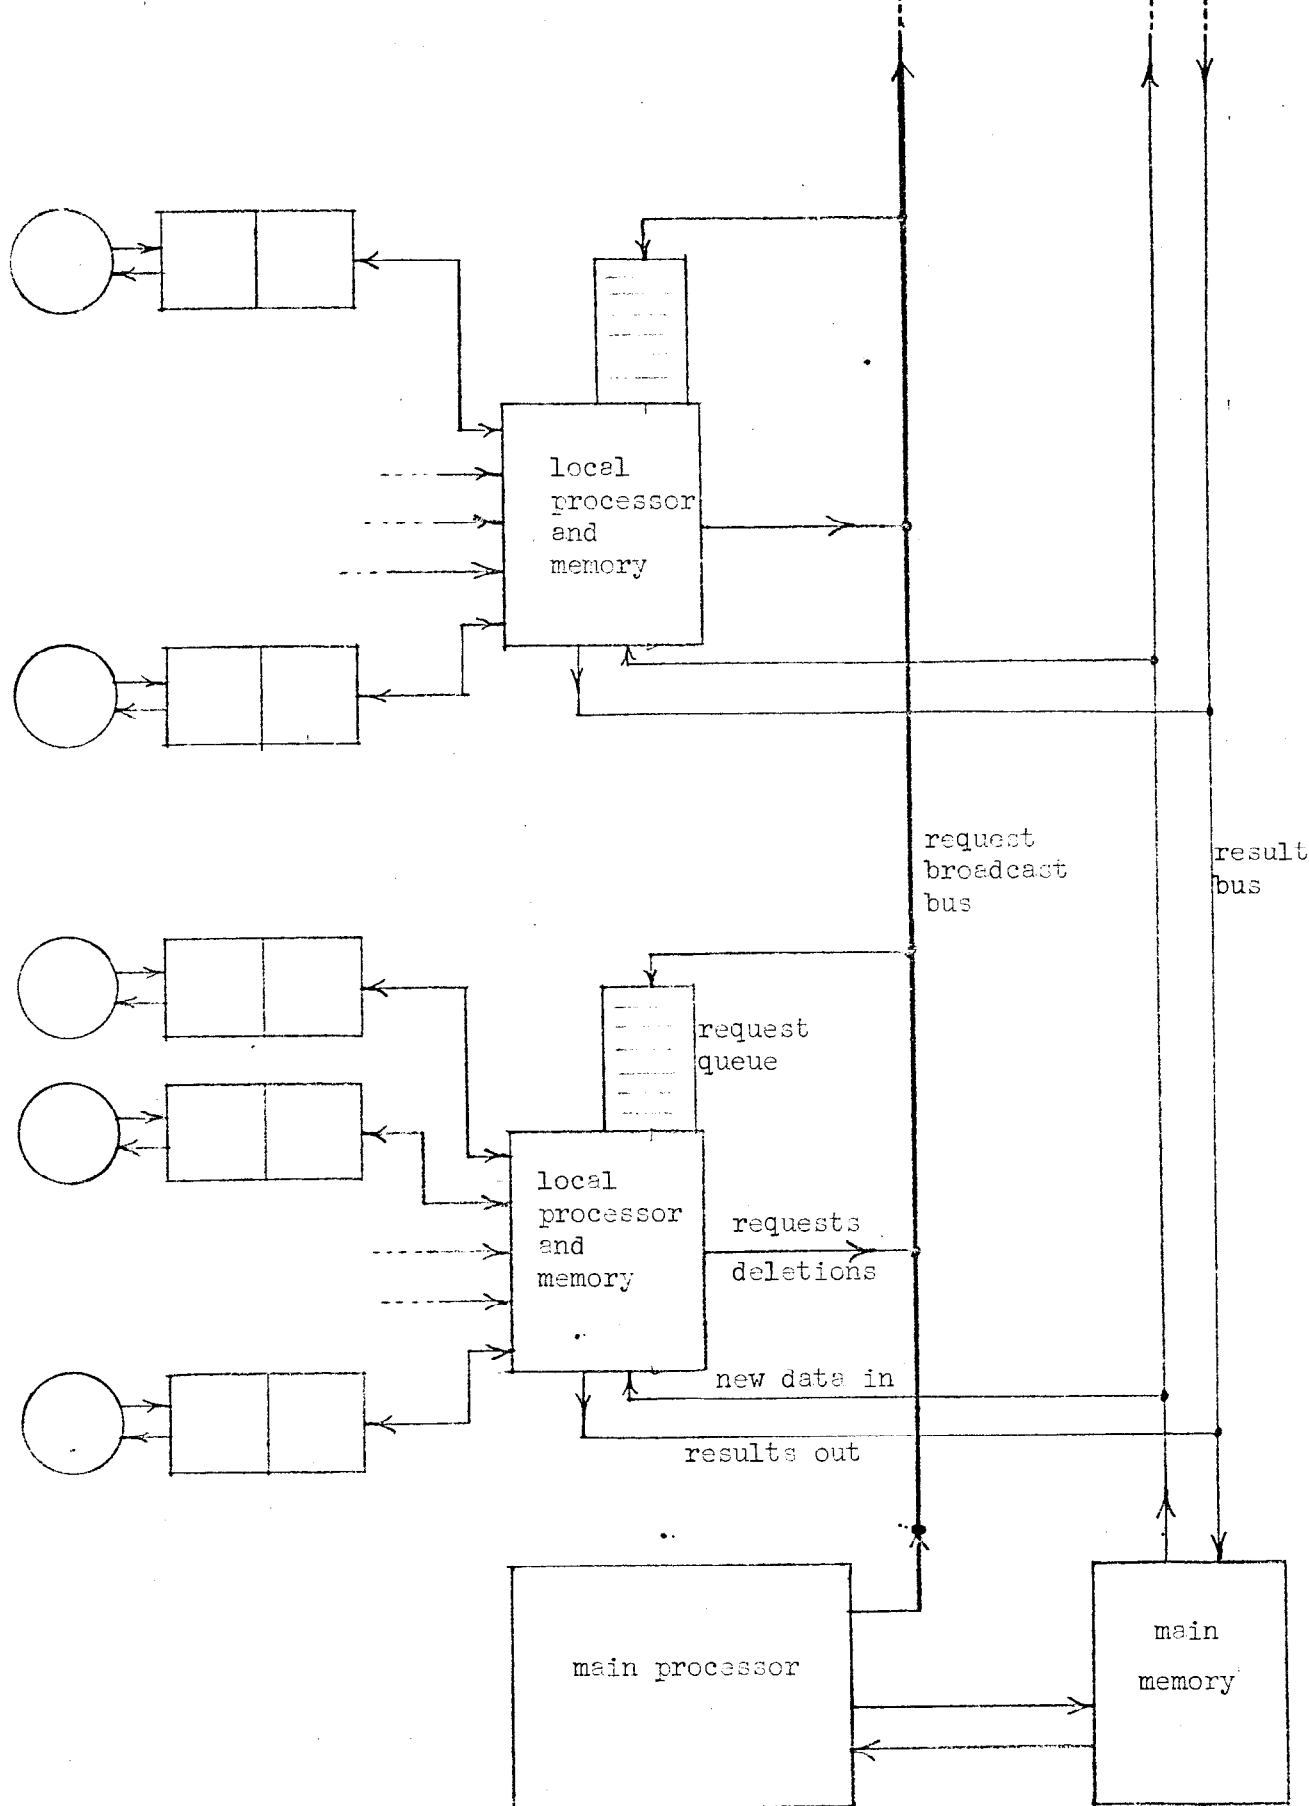 local
processor
and
memory
request
broadcast
bus
result
bus
request
queue
local
processor
and
memory
requests
deletions
new data in
results out
main processor
main
memory